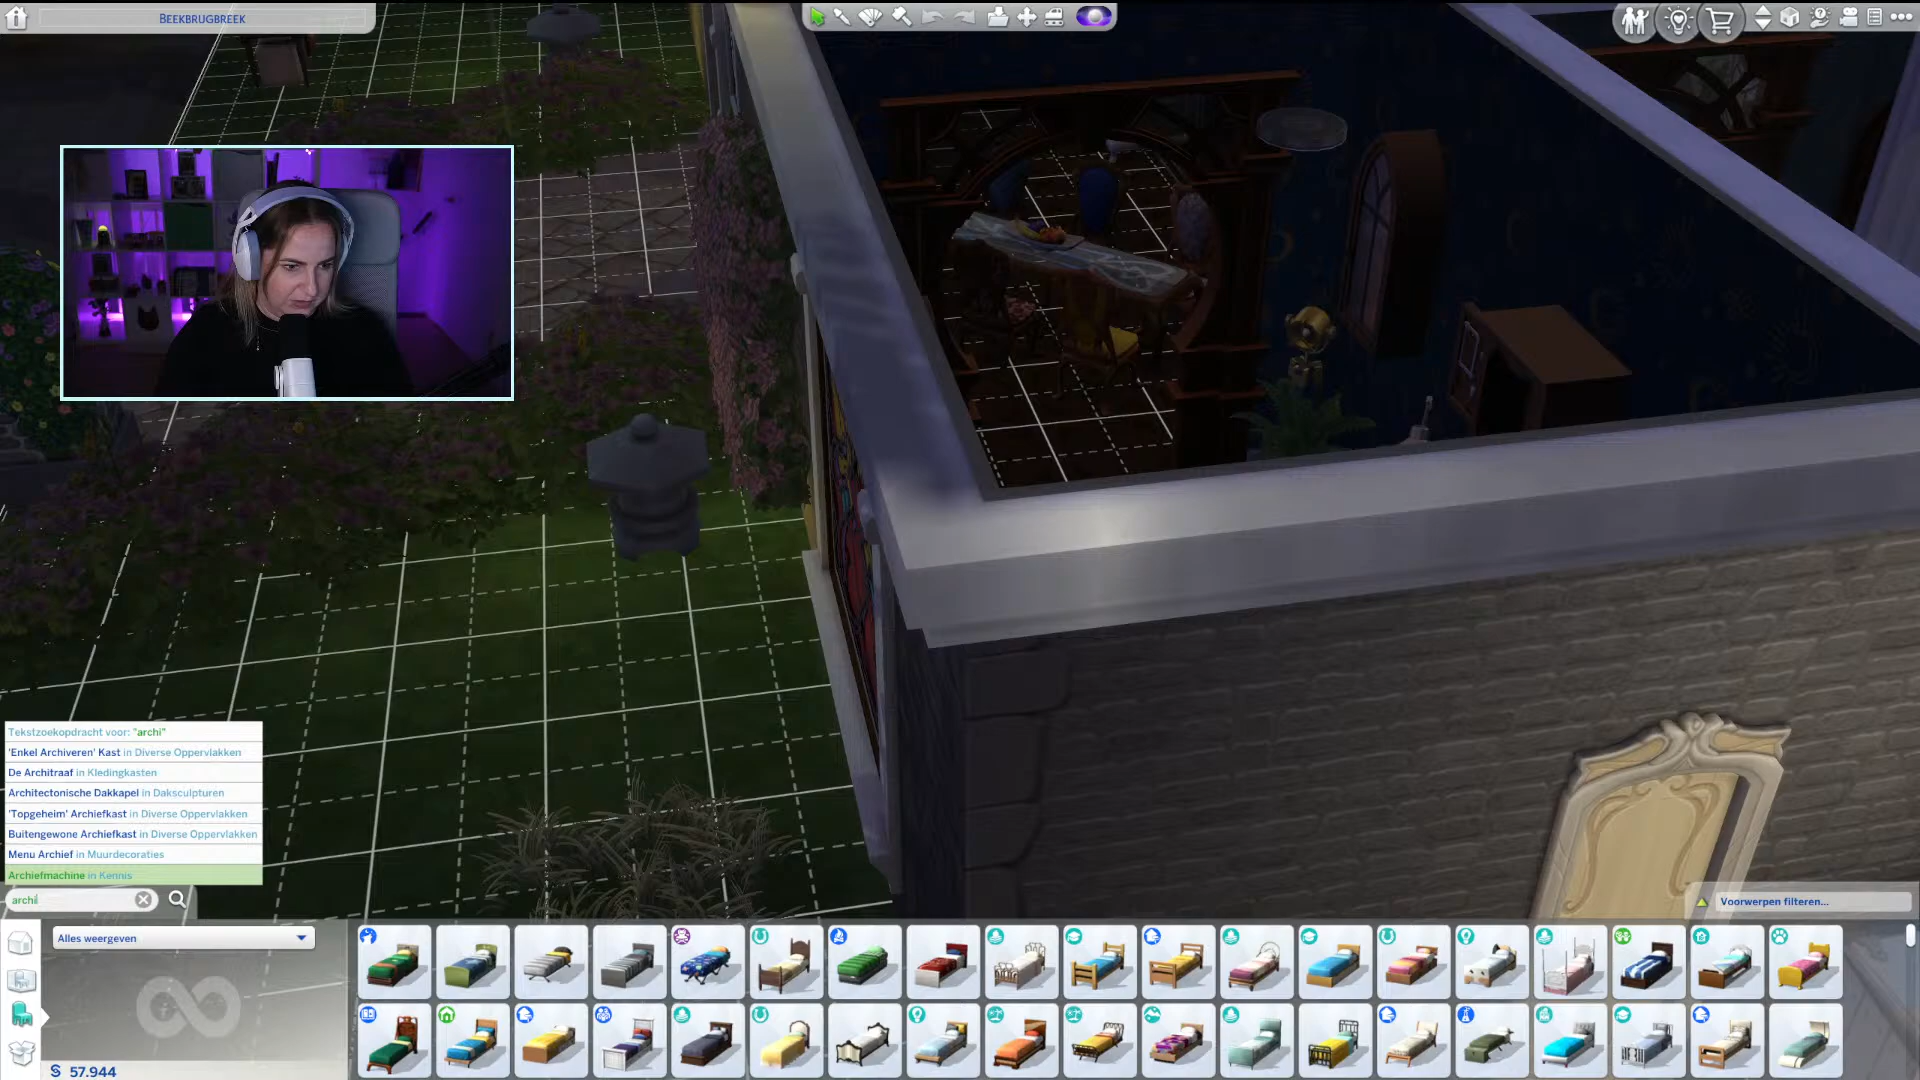 BEEKBRUGBREEK
Tekstzoekopdracht voor: "archi"
'Enkel Archiveren' Kast in Diverse Oppervlakken
De Architraaf in Kledingkasten
Architectonische Dakkapel in Daksculpturen
'Topgeheim' Archiefkast in Diverse Oppervlakken
Buitengewone Archiefkast in Diverse Oppervlakken
Menu Archief in Muurdecoraties
Archiefmachine in Kennis
archi
Voorwerpen filteren...
Alles weergeven
§ 57.944